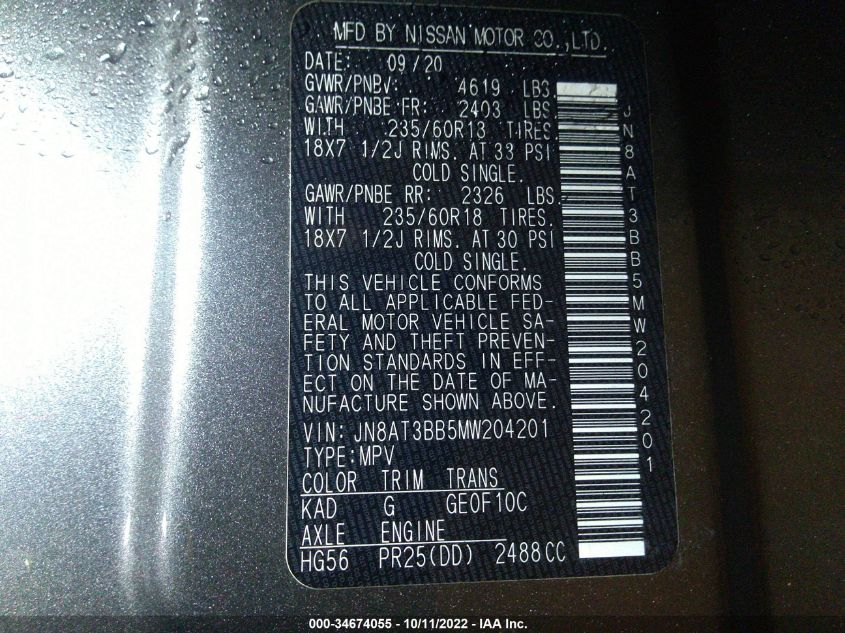 MFD BY NISSAN MOTOR CO.,LTD.
DATE: 09/20
GVWR/PNBV: 4619 LBS
GAWR/PNBE FR: 2403 LBS.
WITH 235/60R13 TIRES
18X7 1/2J RIMS. AT 33 PSI
COLD SINGLE.
GAWR/PNBE RR: 2326 LBS.
WITH 235/60R18 TIRES.
18X7 1/2J RIMS. AT 30 PSI
COLD SINGLE.
THIS VEHICLE CONFORMS
TO ALL APPLICABLE FED-
ERAL MOTOR VEHICLE SA-
FETY AND THEFT PREVEN-
TION STANDARDS IN EFF-
ECT ON THE DATE OF MA-
NUFACTURE SHOWN ABOVE.
VIN: JN8AT3BB5MW204201
TYPE:MPV
COLOR TRIM TRANS
KAD G GE0F10C
AXLE ENGINE
HG56 PR25(DD) 2488CC
JN8AT3BB5MW204201
000-34674055 - 10/11/2022 - IAA Inc.